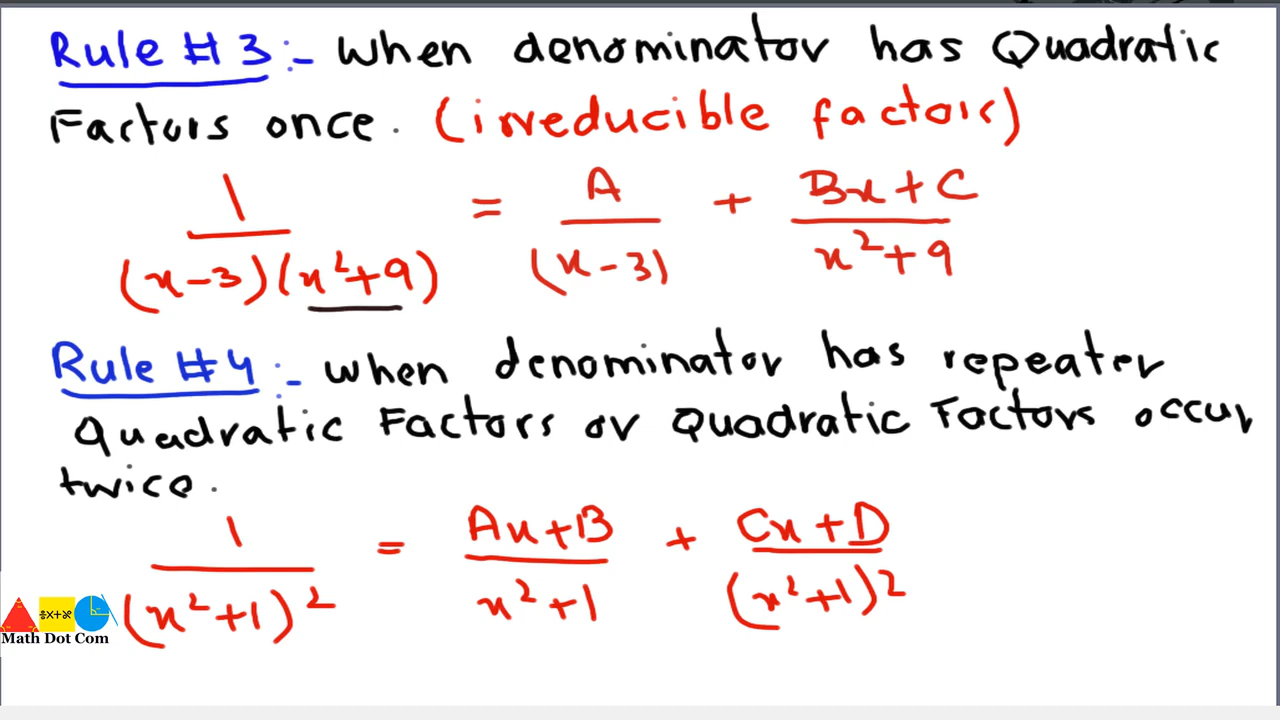 Rule # 3 :- When denominator has Quadratic
Factors once. (irreducible factors)
1/((x-3)(x²+9)) = A/(x-3) + (Bx+C)/(x²+9)
Rule # 4 :- When denominator has repeater
Quadratic Factors or Quadratic Factors occur
twice.
1/(x²+1)² = (Ax+B)/(x²+1) + (Cx+D)/(x²+1)²
Math Dot Com